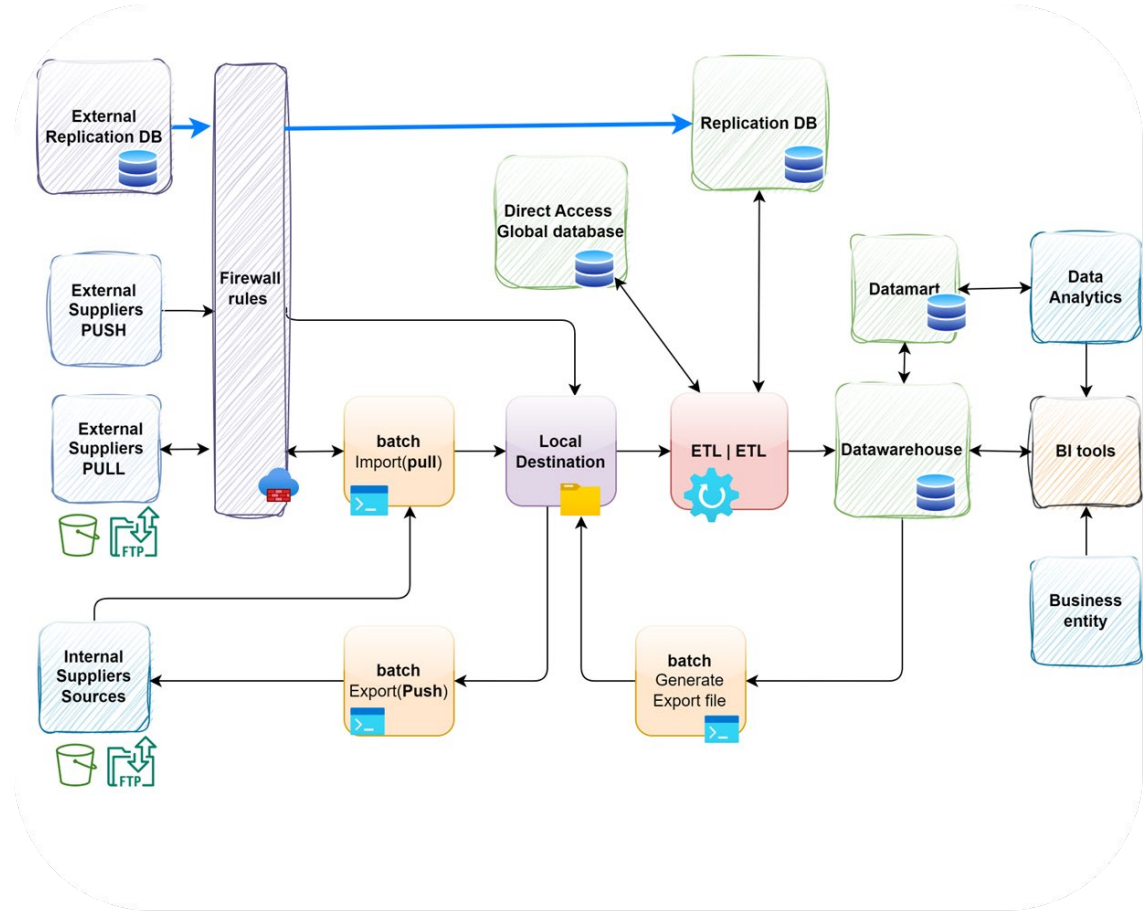 External
Replication DB
Replication DB
Direct Access
Global database
Firewall
rules
External
Suppliers
PUSH
Datamart
Data
Analytics
External
Suppliers
PULL
batch
Import(pull)
Local
Destination
ETL | ETL
Datawarehouse
BI tools
FTP
Internal
Suppliers
Sources
batch
Export(Push)
batch
Generate
Export file
Business
entity
FTP